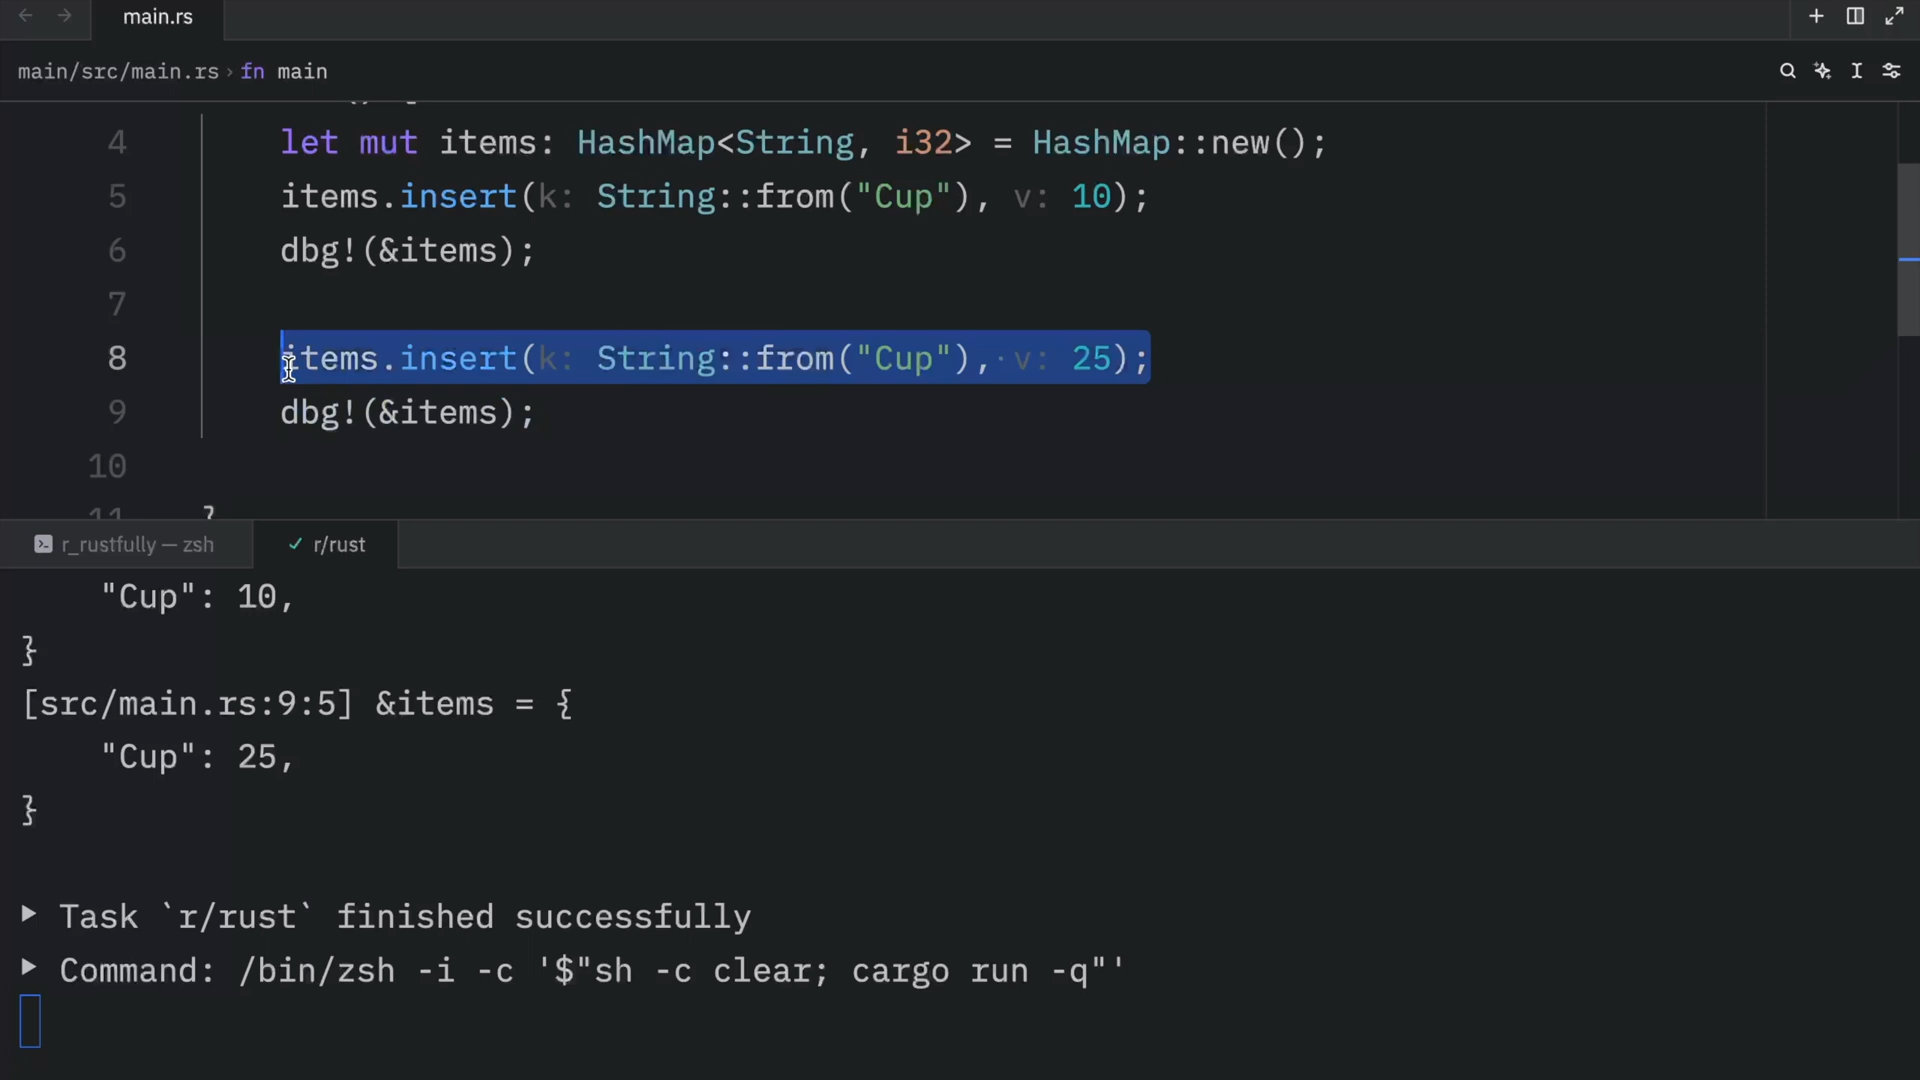 main.rs
main/src/main.rs › fn main
4 let mut items: HashMap<String, i32> = HashMap::new();
5 items.insert(k: String::from("Cup"), v: 10);
6 dbg!(&items);
7
8 items.insert(k: String::from("Cup"), v: 25);
9 dbg!(&items);
10
11 }
r_rustfully — zsh
r/rust
"Cup": 10,
}
[src/main.rs:9:5] &items = {
"Cup": 25,
}
Task `r/rust` finished successfully
Command: /bin/zsh -i -c '$"sh -c clear; cargo run -q"'